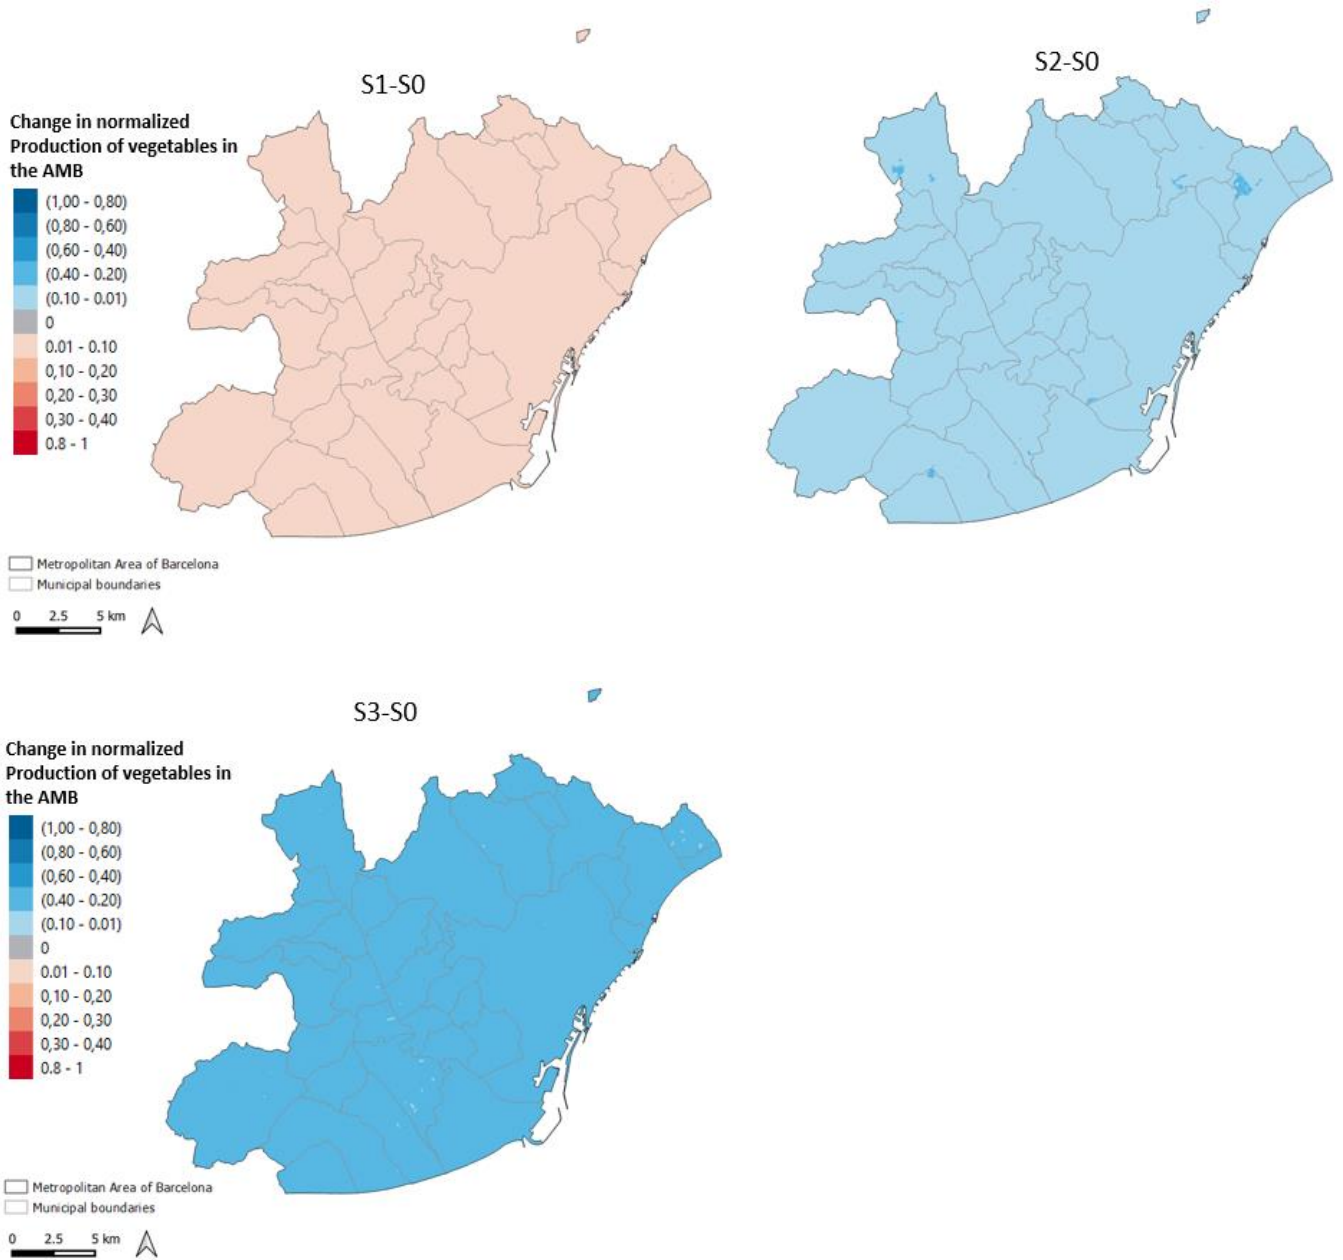 S1-S0
S2-S0
Change in normalized
Production of vegetables in
the AMB
(1,00 - 0,80)
(0,80 - 0,60)
(0,60 - 0,40)
(0.40 - 0.20)
(0.10 - 0.01)
0
0.01 - 0.10
0,10 - 0,20
0,20 - 0,30
0,30 - 0,40
0.8 - 1
Metropolitan Area of Barcelona
Municipal boundaries
0 2.5 5 km
S3-S0
Change in normalized
Production of vegetables in
the AMB
(1,00 - 0,80)
(0,80 - 0,60)
(0,60 - 0,40)
(0.40 - 0.20)
(0.10 - 0.01)
0
0.01 - 0.10
0,10 - 0,20
0,20 - 0,30
0,30 - 0,40
0.8 - 1
Metropolitan Area of Barcelona
Municipal boundaries
0 2.5 5 km